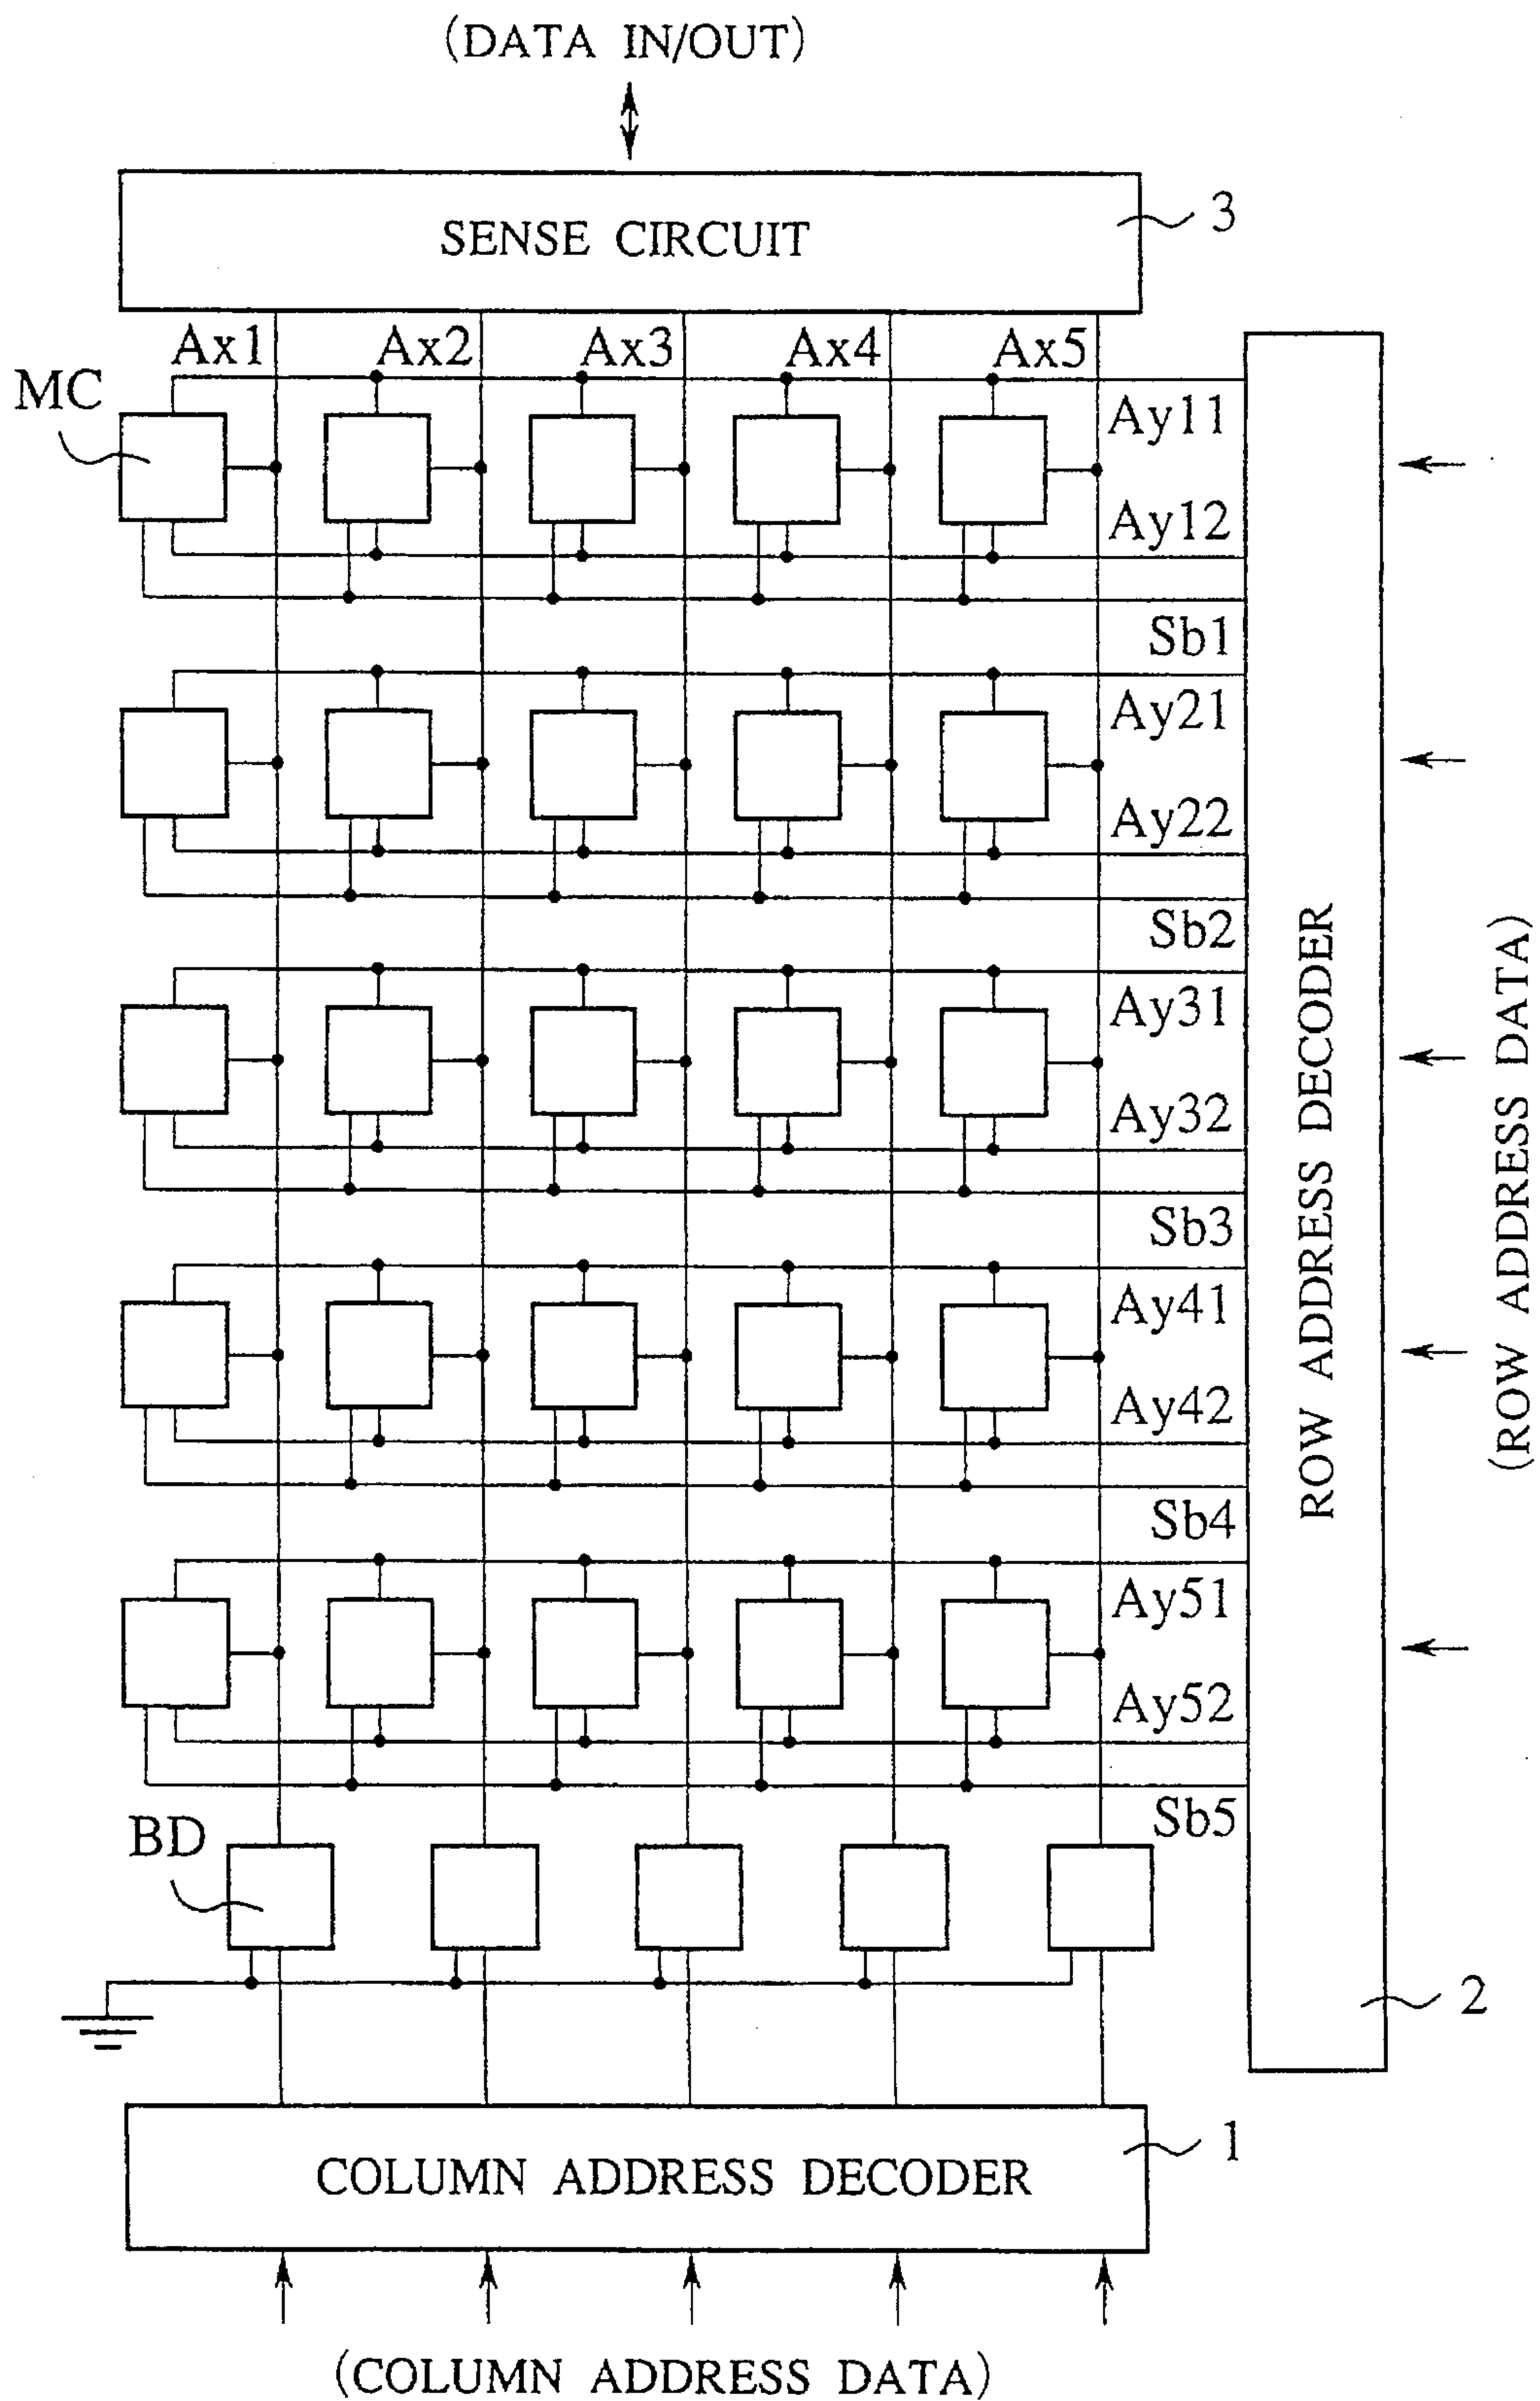 (DATA IN/OUT)
SENSE CIRCUIT
3
Ax1 Ax2 Ax3 Ax4 Ax5
MC
Ay11
Ay12
Sb1
Ay21
Ay22
Sb2
Ay31
Ay32
Sb3
Ay41
Ay42
Sb4
Ay51
Ay52
Sb5
ROW ADDRESS DECODER
(ROW ADDRESS DATA)
BD
2
1
COLUMN ADDRESS DECODER
(COLUMN ADDRESS DATA)